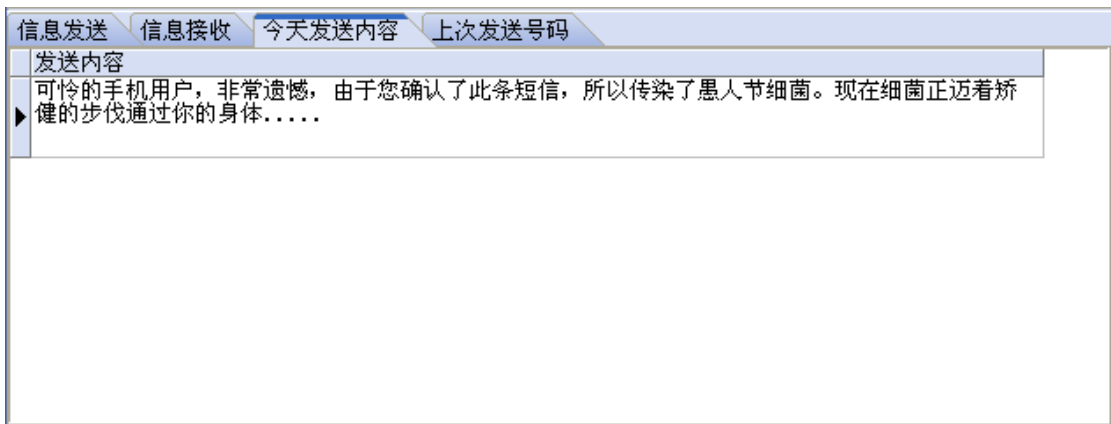 信息发送 信息接收 今天发送内容 上次发送号码
发送内容
可怜的手机用户，非常遗憾，由于您确认了此条短信，所以传染了愚人节细菌。现在细菌正迈着矫
健的步伐通过你的身体.....